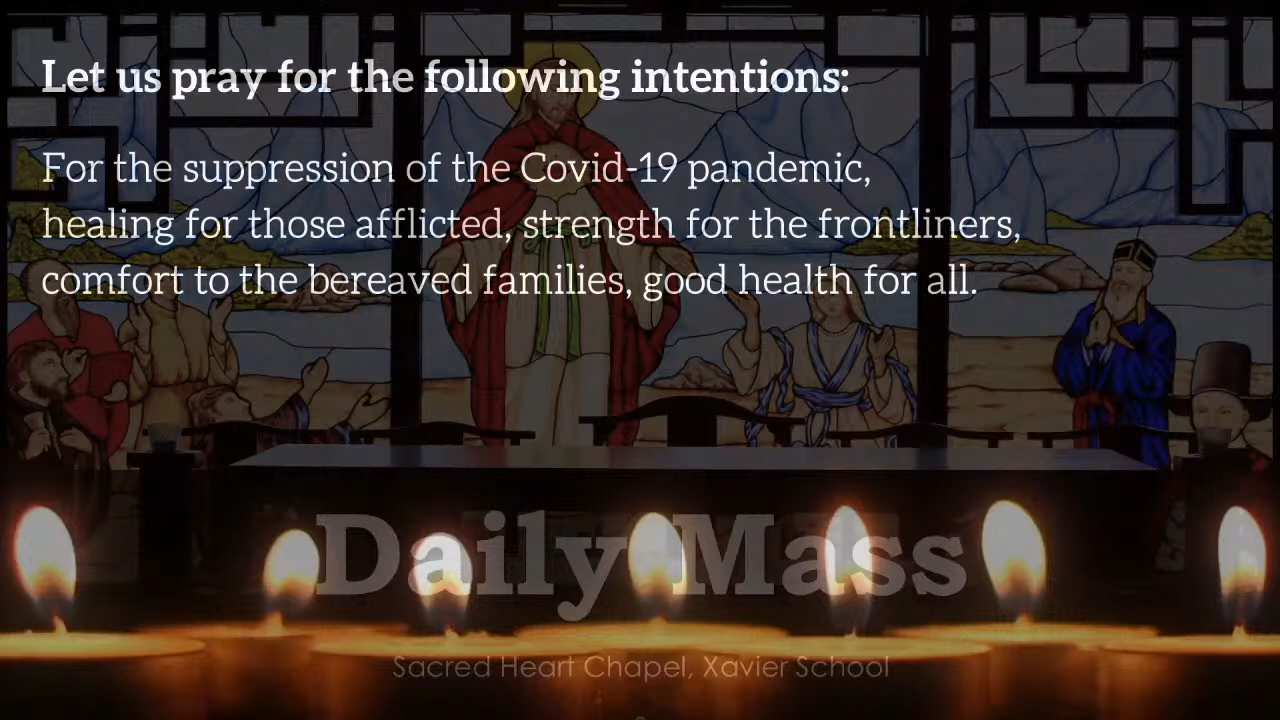 Let us pray for the following intentions:
For the suppression of the Covid-19 pandemic,
healing for those afflicted, strength for the frontliners,
comfort to the bereaved families, good health for all.
Daily Mass
Sacred Heart Chapel, Xavier School